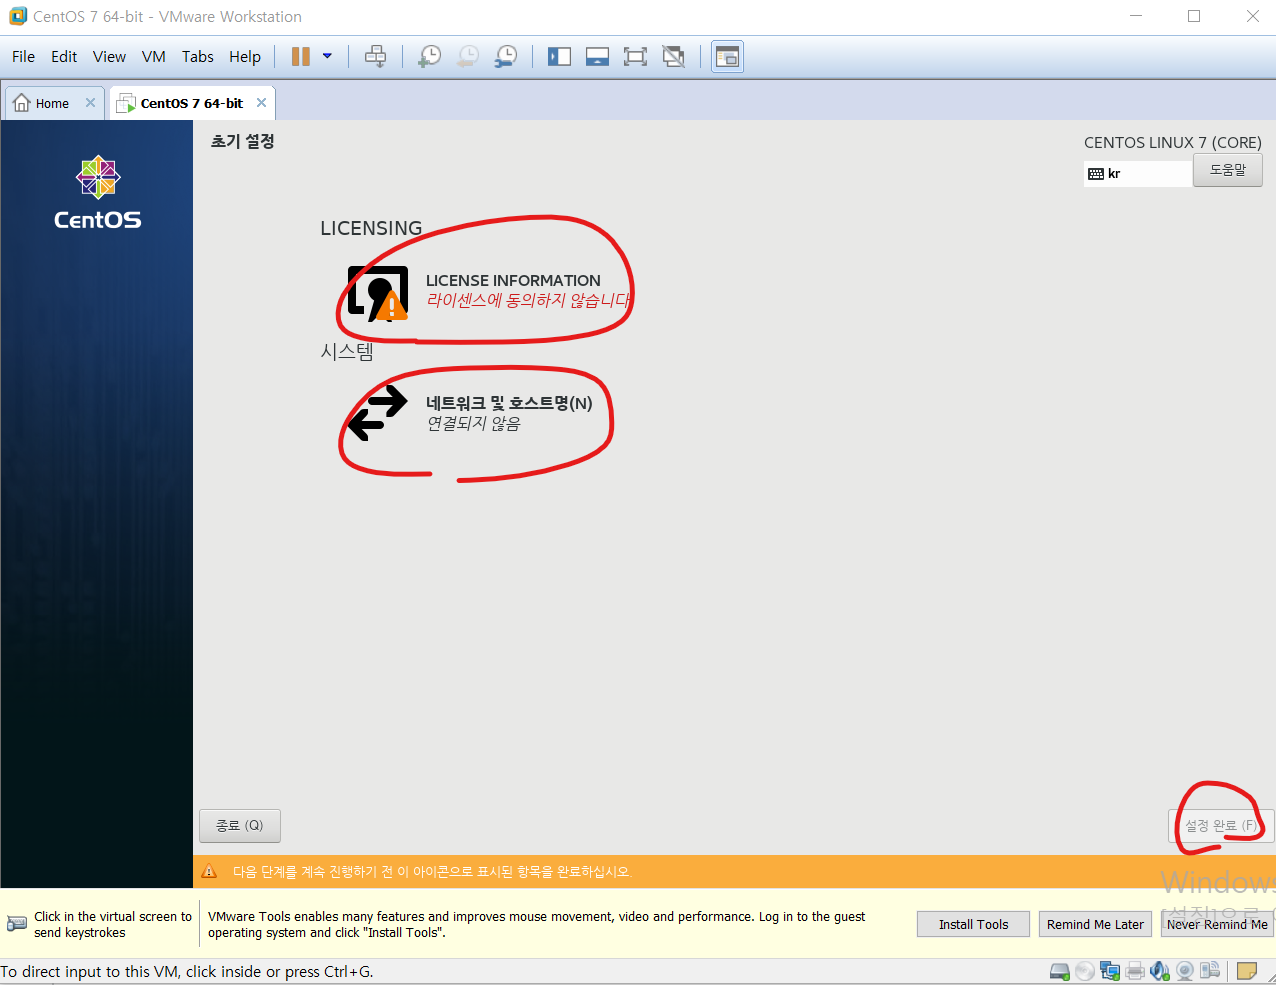 CentOS 7 64-bit - VMware Workstation
File Edit View VM Tabs Help
Home
CentOS 7 64-bit
CentOS
초기 설정
CENTOS LINUX 7 (CORE)
kr
도움말
LICENSING
LICENSE INFORMATION
라이센스에 동의하지 않습니다
시스템
네트워크 및 호스트명(N)
연결되지 않음
종료 (Q)
설정 완료 (F)
다음 단계를 계속 진행하기 전 이 아이콘으로 표시된 항목을 완료하십시오.
Windows
[설정]으로
Click in the virtual screen to
send keystrokes
VMware Tools enables many features and improves mouse movement, video and performance. Log in to the guest
operating system and click "Install Tools".
Install Tools
Remind Me Later
Never Remind Me
To direct input to this VM, click inside or press Ctrl+G.